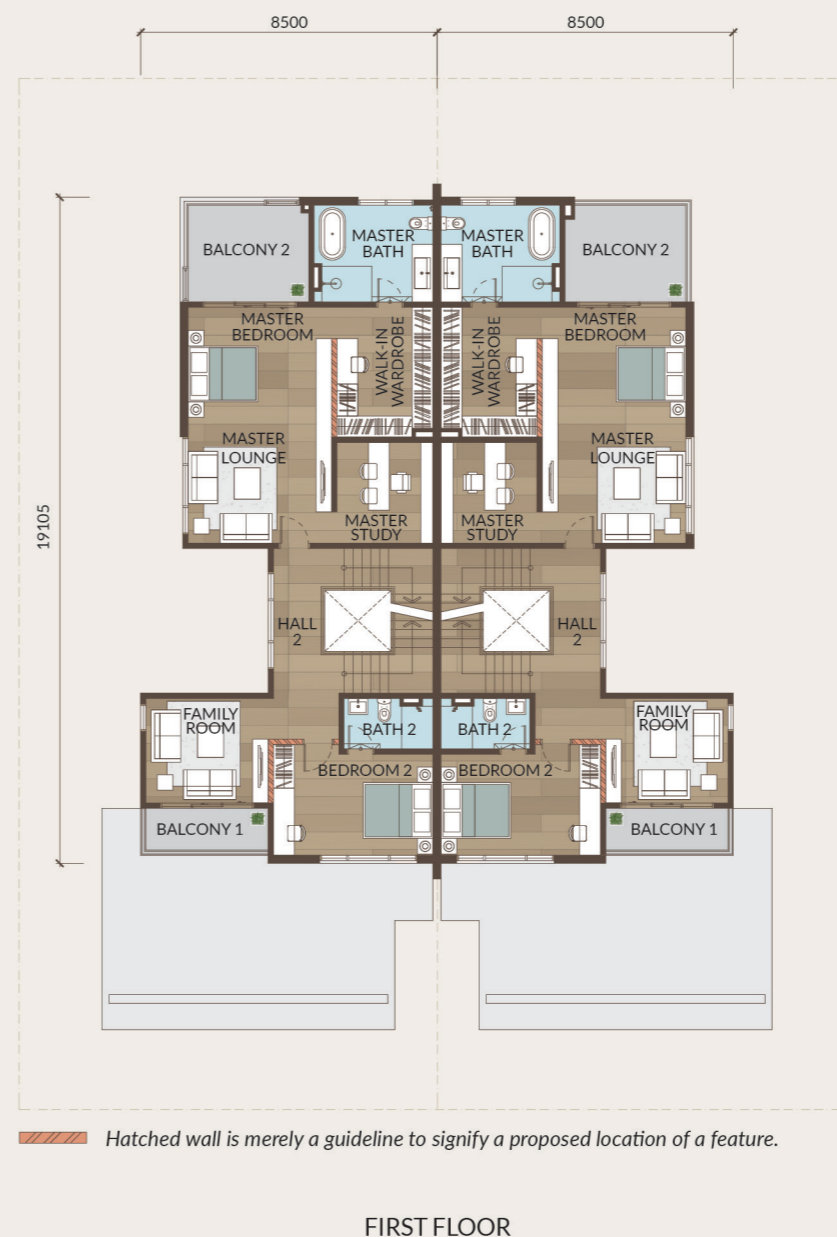 8500
8500
19105
BALCONY 2
MASTER
BATH
MASTER
BATH
BALCONY 2
MASTER
BEDROOM
WALK-IN
WARDROBE
WALK-IN
WARDROBE
MASTER
BEDROOM
MASTER
LOUNGE
MASTER
LOUNGE
MASTER
STUDY
MASTER
STUDY
HALL
2
HALL
2
FAMILY
ROOM
BATH 2
BATH 2
FAMILY
ROOM
BEDROOM 2
BEDROOM 2
BALCONY 1
BALCONY 1
Hatched wall is merely a guideline to signify a proposed location of a feature.
FIRST FLOOR